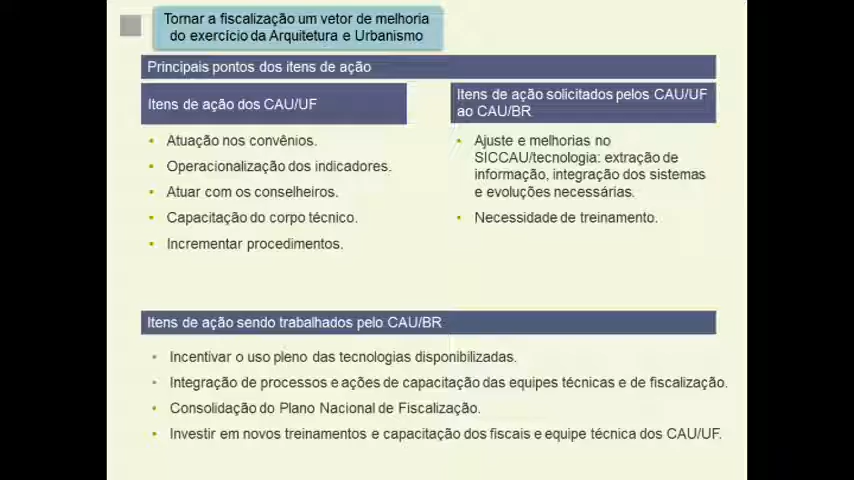 Tornar a fiscalização um vetor de melhoria
do exercício da Arquitetura e Urbanismo
Principais pontos dos itens de ação
Itens de ação dos CAU/UF
• Atuação nos convênios.
• Operacionalização dos indicadores.
• Atuar com os conselheiros.
• Capacitação do corpo técnico.
• Incrementar procedimentos.
Itens de ação solicitados pelos CAU/UF
ao CAU/BR
• Ajuste e melhorias no
SICCAU/tecnologia: extração de
informação, integração dos sistemas
e evoluções necessárias.
• Necessidade de treinamento.
Itens de ação sendo trabalhados pelo CAU/BR
• Incentivar o uso pleno das tecnologias disponibilizadas.
• Integração de processos e ações de capacitação das equipes técnicas e de fiscalização.
• Consolidação do Plano Nacional de Fiscalização.
• Investir em novos treinamentos e capacitação dos fiscais e equipe técnica dos CAU/UF.